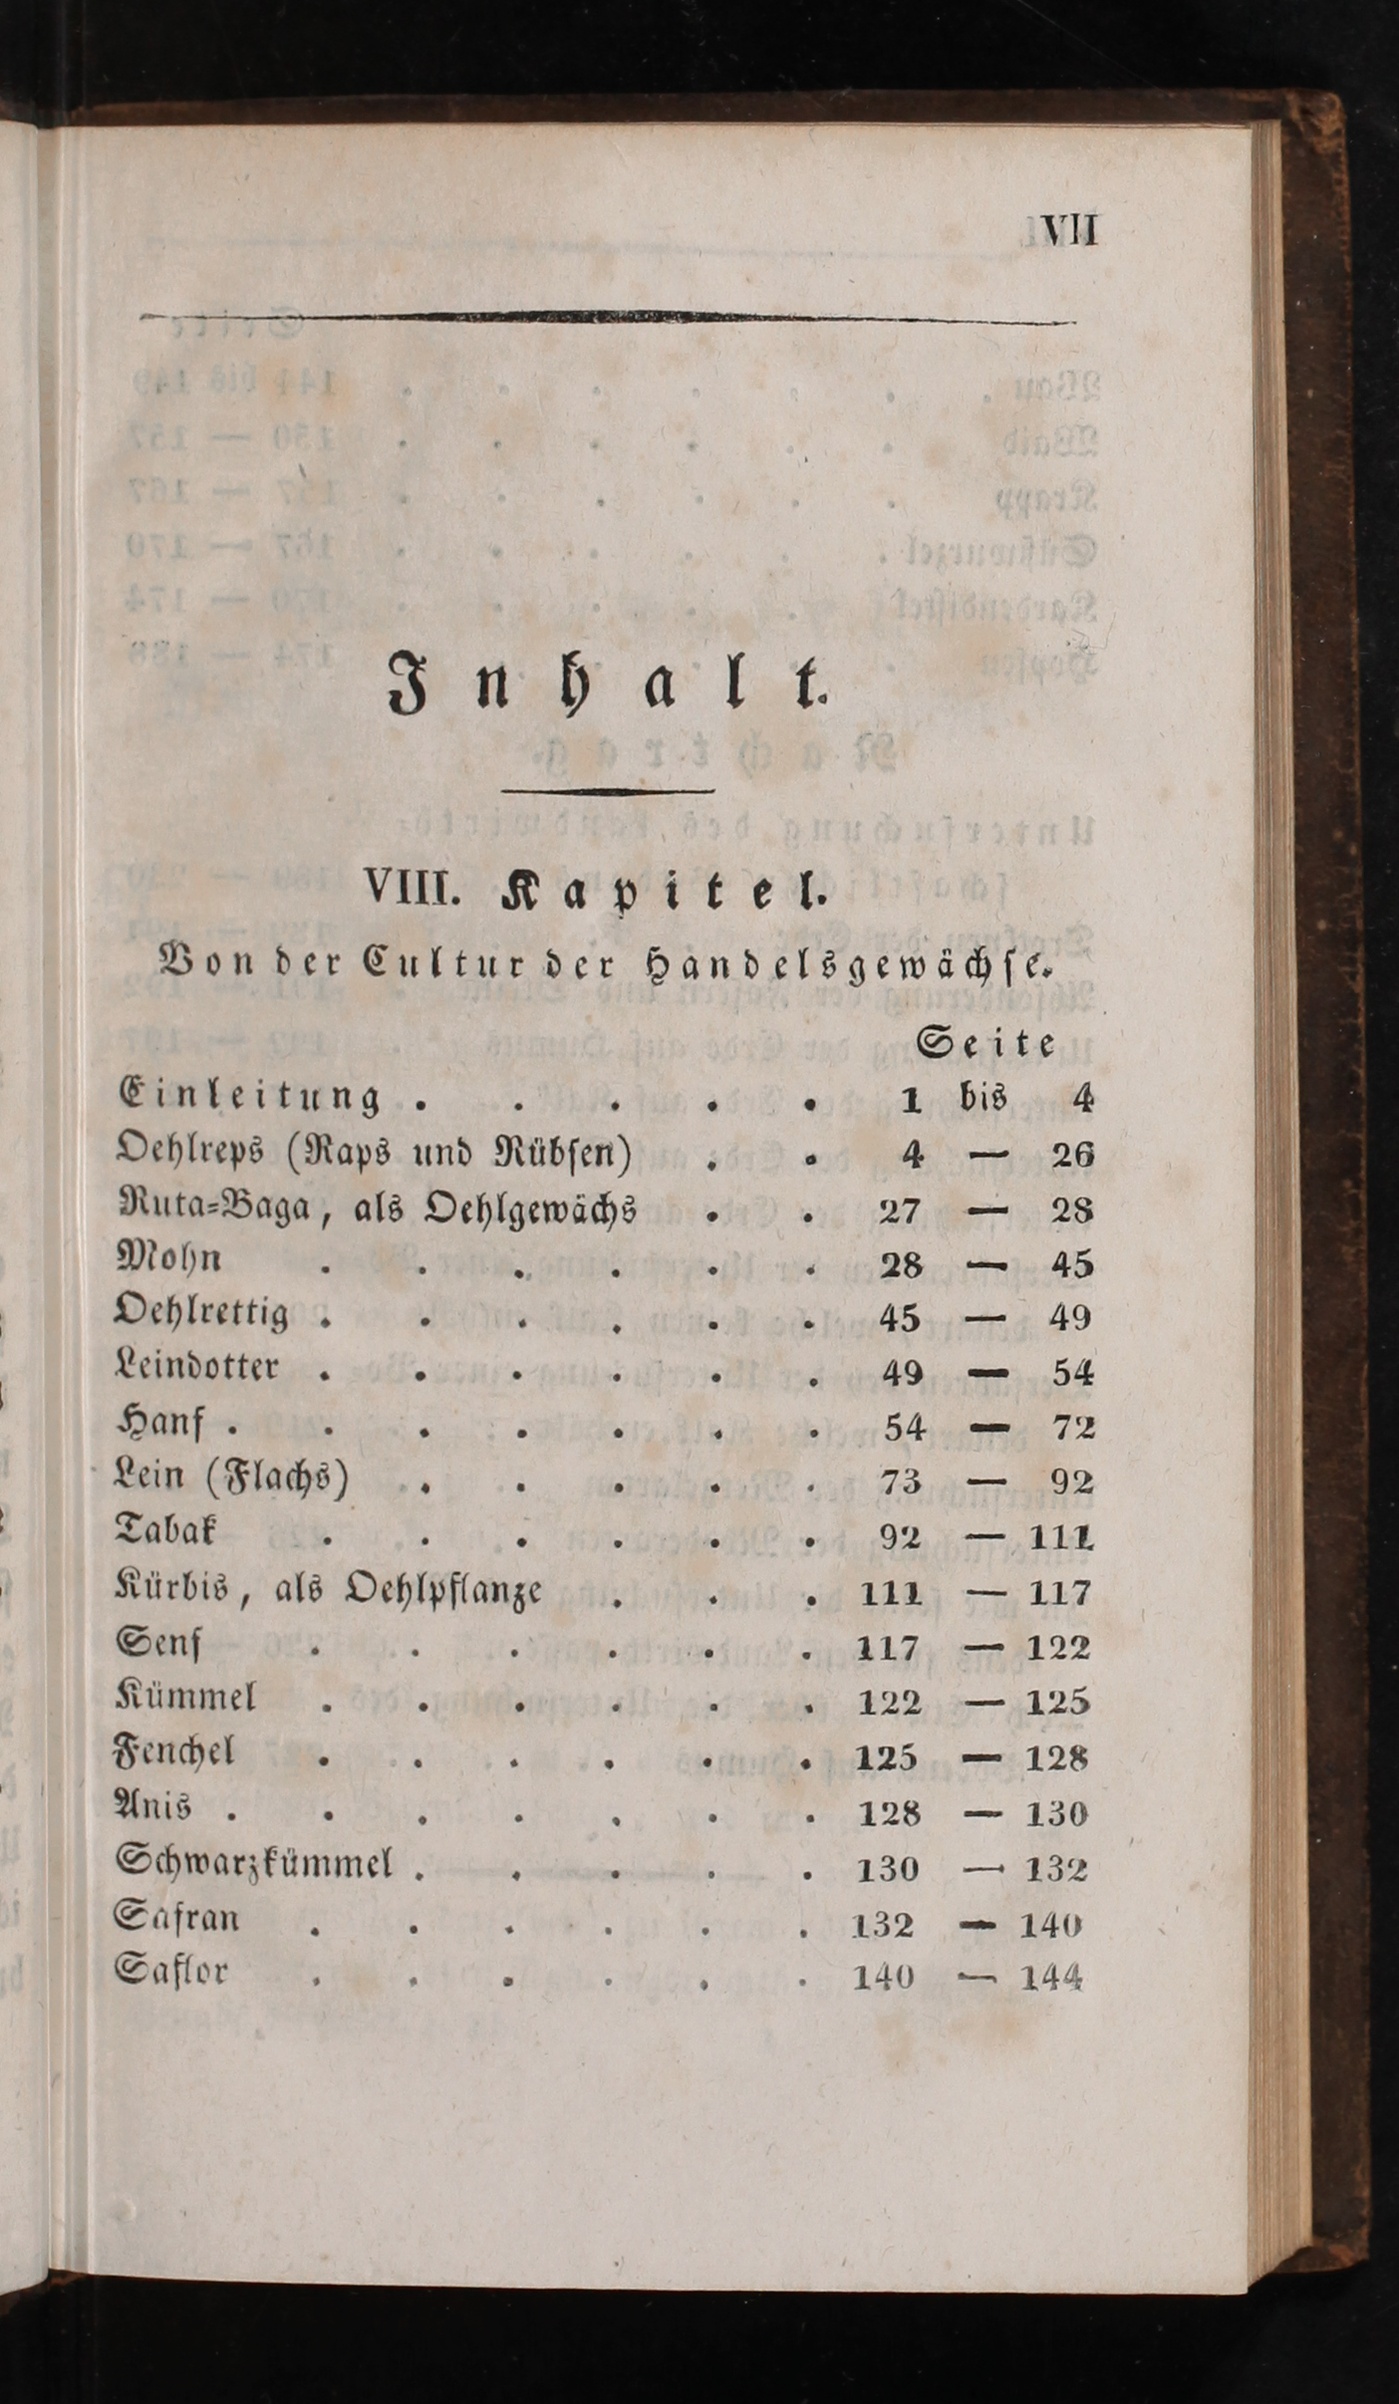 VII
Inhalt.
VIII. Kapitel.
Von der Cultur der Handelsgewächse.
Seite
Einleitung . . . . . 1 bis 4
Oehlreps (Raps und Rübsen) . . 4 — 26
Ruta-Baga, als Oehlgewächs . . 27 — 28
Mohn . . . . . . 28 — 45
Oehlrettig . . . . . . 45 — 49
Leindotter . . . . . . 49 — 54
Hanf . . . . . . . 54 — 72
Lein (Flachs) . . . . . 73 — 92
Tabak . . . . . . 92 — 111
Kürbis, als Oehlpflanze . . . 111 — 117
Senf . . . . . . 117 — 122
Kümmel . . . . . . 122 — 125
Fenchel . . . . . . 125 — 128
Anis . . . . . . . 128 — 130
Schwarzkümmel . . . . . 130 — 132
Safran . . . . . . 132 — 140
Saflor . . . . . . 140 — 144